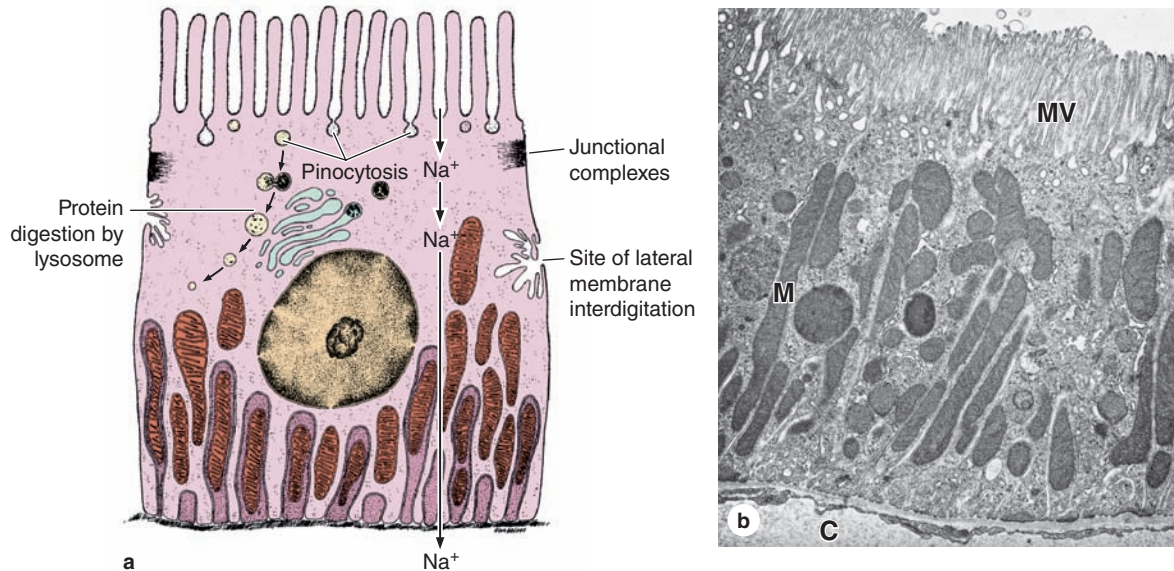 Pinocytosis
Na+
Na+
Na+
Junctional
complexes
Protein
digestion by
lysosome
Site of lateral
membrane
interdigitation
a
MV
M
C
b